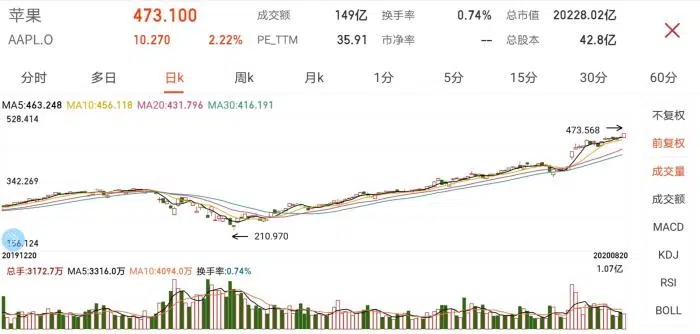 苹果 473.100 成交额 149亿 换手率 0.74% 总市值 20228.02亿
AAPL.O 10.270 2.22% PE_TTM 35.91 市净率 -- 总股本 42.8亿
分时 多日 日k 周k 月k 1分 5分 15分 30分 60分
MA5:463.248 MA10:456.118 MA20:431.796 MA30:416.191
528.414
473.568
342.269
210.970
156.124
20191220 20200820
总手:3172.7万 MA5:3316.0万 MA10:4094.0万 换手率:0.74% 1.07亿
不复权
前复权
成交量
成交额
MACD
KDJ
RSI
BOLL